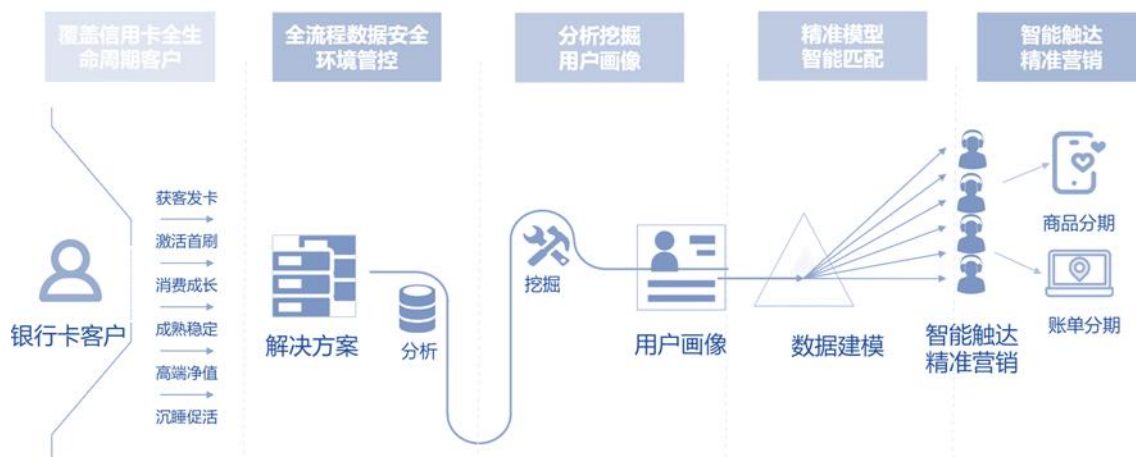 覆盖信用卡全生
命周期客户
全流程数据安全
环境管控
分析挖掘
用户画像
精准模型
智能匹配
智能触达
精准营销
获客发卡
激活首刷
消费成长
成熟稳定
高端净值
沉睡促活
银行卡客户
解决方案
分析
挖掘
用户画像
数据建模
智能触达
精准营销
商品分期
账单分期